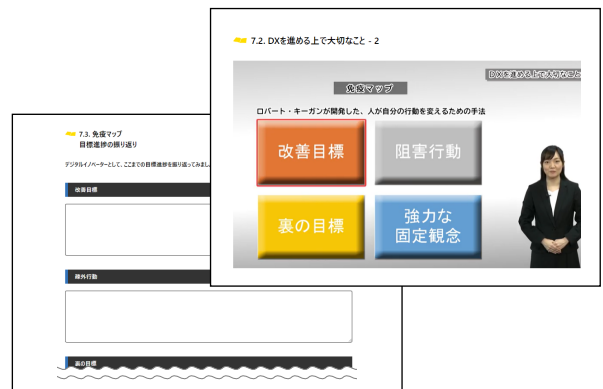 7.2. DXを進める上で大切なこと - 2
DXを進める上で大切なこと
免疫マップ
ロバート・キーガンが開発した、人が自分の行動を変えるための手法
改善目標
阻害行動
裏の目標
強力な
固定観念
7.3. 免疫マップ
目標進捗の振り返り
デジタルイノベーターとして、ここまでの目標進捗を振り返ってみまし
改善目標
疎外行動
裏の目標